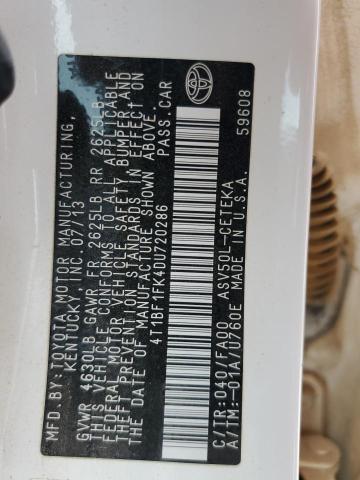 MFD. BY: TOYOTA MOTOR MANUFACTURING,
KENTUCKY, INC. 07/13
GVWR 4630LB GAWR FR 2625LB RR 2625LB
THIS VEHICLE CONFORMS TO ALL APPLICABLE
FEDERAL MOTOR VEHICLE SAFETY, BUMPER, AND
THEFT PREVENTION STANDARDS IN EFFECT ON
THE DATE OF MANUFACTURE SHOWN ABOVE.
4T1BF1FK4DU720286 PASS. CAR
C/TR:040/FA00 ASV50L-CETEKA
A/TM:-01A/U760E MADE IN U.S.A.
59608